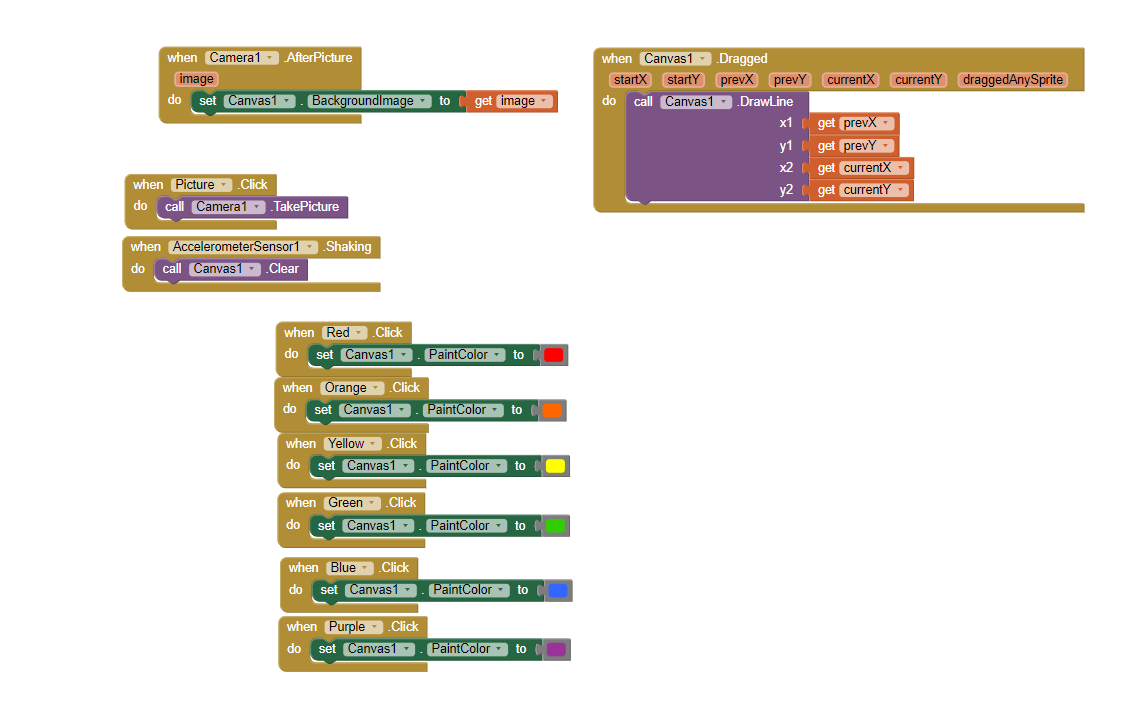 when Camera1 .AfterPicture
image
do set Canvas1 . BackgroundImage to get image
when Picture .Click
do call Camera1 .TakePicture
when AccelerometerSensor1 .Shaking
do call Canvas1 .Clear
when Canvas1 .Dragged
startX startY prevX prevY currentX currentY draggedAnySprite
do call Canvas1 .DrawLine
x1 get prevX
y1 get prevY
x2 get currentX
y2 get currentY
when Red .Click
do set Canvas1 . PaintColor to
when Orange .Click
do set Canvas1 . PaintColor to
when Yellow .Click
do set Canvas1 . PaintColor to
when Green .Click
do set Canvas1 . PaintColor to
when Blue .Click
do set Canvas1 . PaintColor to
when Purple .Click
do set Canvas1 . PaintColor to